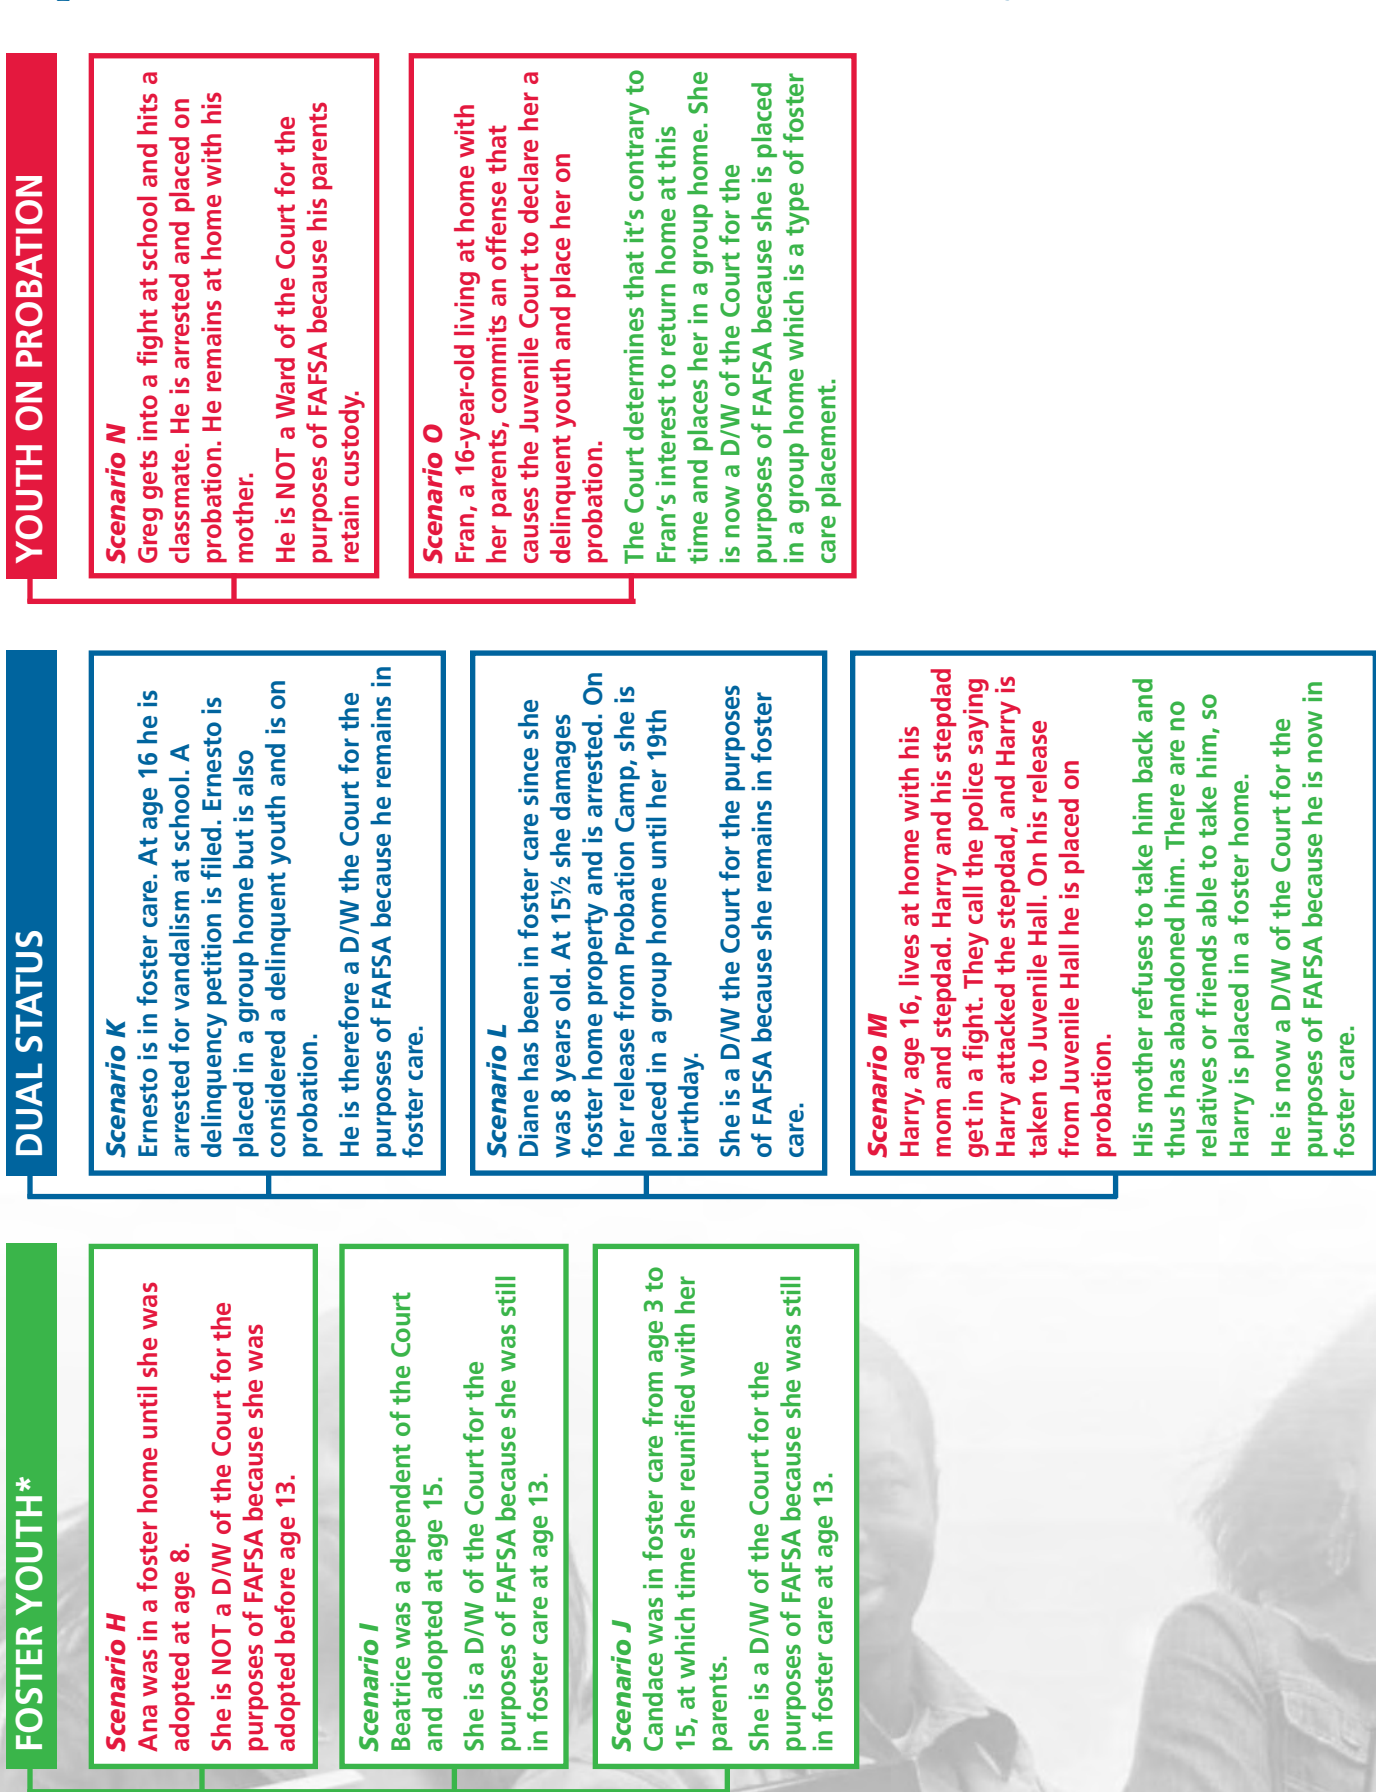 FOSTER YOUTH*
Scenario H
Ana was in a foster home until she was
adopted at age 8.
She is NOT a D/W of the Court for the
purposes of FAFSA because she was
adopted before age 13.
Scenario I
Beatrice was a dependent of the Court
and adopted at age 15.
She is a D/W of the Court for the
purposes of FAFSA because she was still
in foster care at age 13.
Scenario J
Candace was in foster care from age 3 to
15, at which time she reunified with her
parents.
She is a D/W of the Court for the
purposes of FAFSA because she was still
in foster care at age 13.
DUAL STATUS
Scenario K
Ernesto is in foster care. At age 16 he is
arrested for vandalism at school. A
delinquency petition is filed. Ernesto is
placed in a group home but is also
considered a delinquent youth and is on
probation.
He is therefore a D/W the Court for the
purposes of FAFSA because he remains in
foster care.
Scenario L
Diane has been in foster care since she
was 8 years old. At 15½ she damages
foster home property and is arrested. On
her release from Probation Camp, she is
placed in a group home until her 19th
birthday.
She is a D/W the Court for the purposes
of FAFSA because she remains in foster
care.
Scenario M
Harry, age 16, lives at home with his
mom and stepdad. Harry and his stepdad
get in a fight. They call the police saying
Harry attacked the stepdad, and Harry is
taken to Juvenile Hall. On his release
from Juvenile Hall he is placed on
probation.
His mother refuses to take him back and
thus has abandoned him. There are no
relatives or friends able to take him, so
Harry is placed in a foster home.
He is now a D/W of the Court for the
purposes of FAFSA because he is now in
foster care.
YOUTH ON PROBATION
Scenario N
Greg gets into a fight at school and hits a
classmate. He is arrested and placed on
probation. He remains at home with his
mother.
He is NOT a Ward of the Court for the
purposes of FAFSA because his parents
retain custody.
Scenario O
Fran, a 16-year-old living at home with
her parents, commits an offense that
causes the Juvenile Court to declare her a
delinquent youth and place her on
probation.
The Court determines that it's contrary to
Fran's interest to return home at this
time and places her in a group home. She
is now a D/W of the Court for the
purposes of FAFSA because she is placed
in a group home which is a type of foster
care placement.